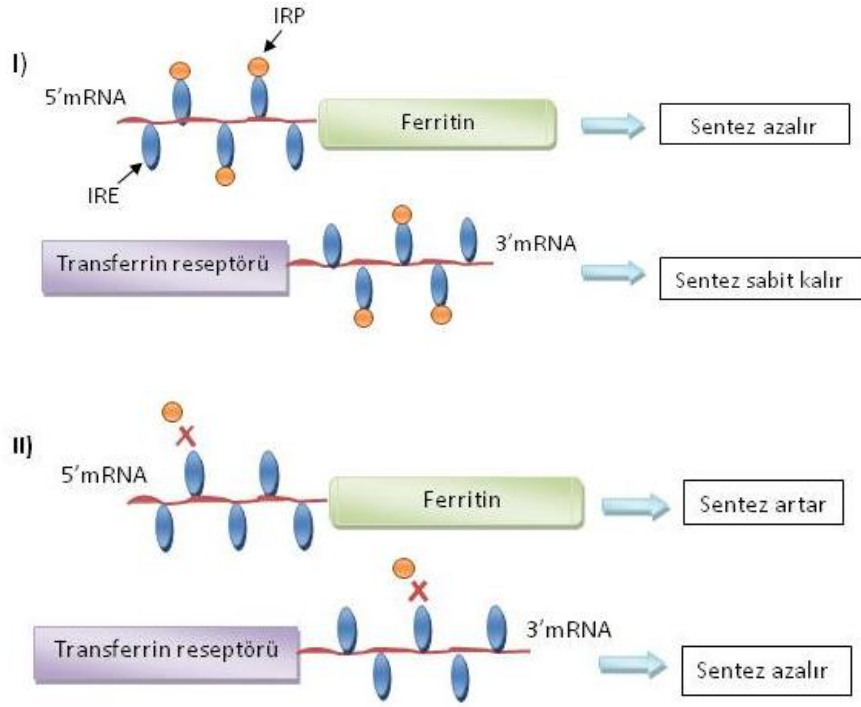 IRP
I)
5'mRNA
Ferritin
Sentez azalır
IRE
3'mRNA
Transferrin reseptörü
Sentez sabit kalır
II)
5'mRNA
Ferritin
Sentez artar
3'mRNA
Transferrin reseptörü
Sentez azalır